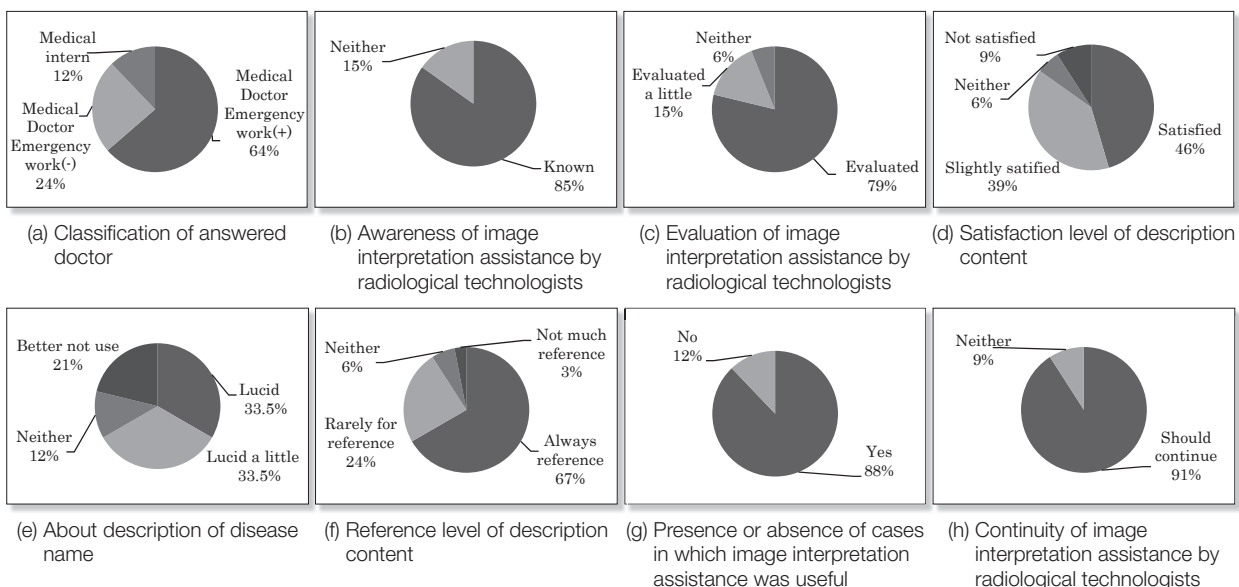 Medical
intern
12%
Medical
Doctor
Emergency
work(-)
24%
Medical
Doctor
Emergency
work(+)
64%
(a) Classification of answered
doctor
Neither
15%
Known
85%
(b) Awareness of image
interpretation assistance by
radiological technologists
Neither
6%
Evaluated
a little
15%
Evaluated
79%
(c) Evaluation of image
interpretation assistance by
radiological technologists
Not satisfied
9%
Neither
6%
Satisfied
46%
Slightly satified
39%
(d) Satisfaction level of description
content
Better not use
21%
Lucid
33.5%
Neither
12%
Lucid a little
33.5%
(e) About description of disease
name
Neither
6%
Not much
reference
3%
Rarely for
reference
24%
Always
reference
67%
(f) Reference level of description
content
No
12%
Yes
88%
(g) Presence or absence of cases
in which image interpretation
assistance was useful
Neither
9%
Should
continue
91%
(h) Continuity of image
interpretation assistance by
radiological technologists